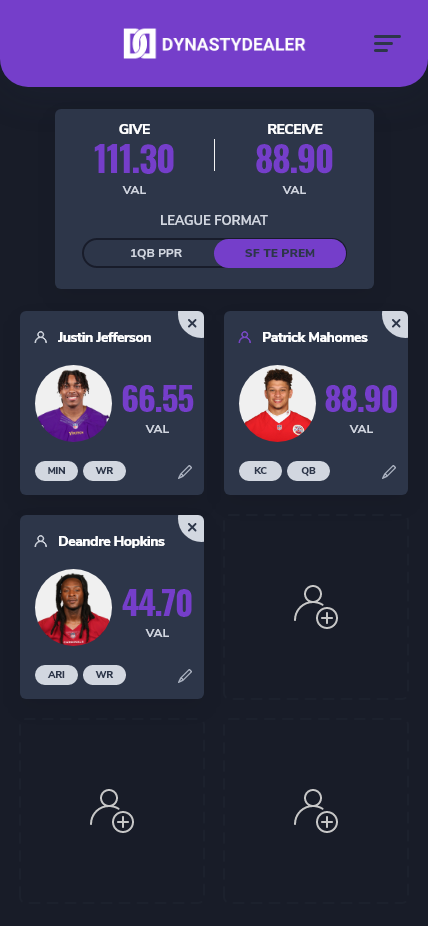 DYNASTYDEALER
GIVE
RECEIVE
111.30
88.90
VAL
VAL
LEAGUE FORMAT
1QB PPR
SF TE PREM
Justin Jefferson
66.55
VAL
MIN
WR
Patrick Mahomes
88.90
VAL
KC
QB
Deandre Hopkins
44.70
VAL
ARI
WR